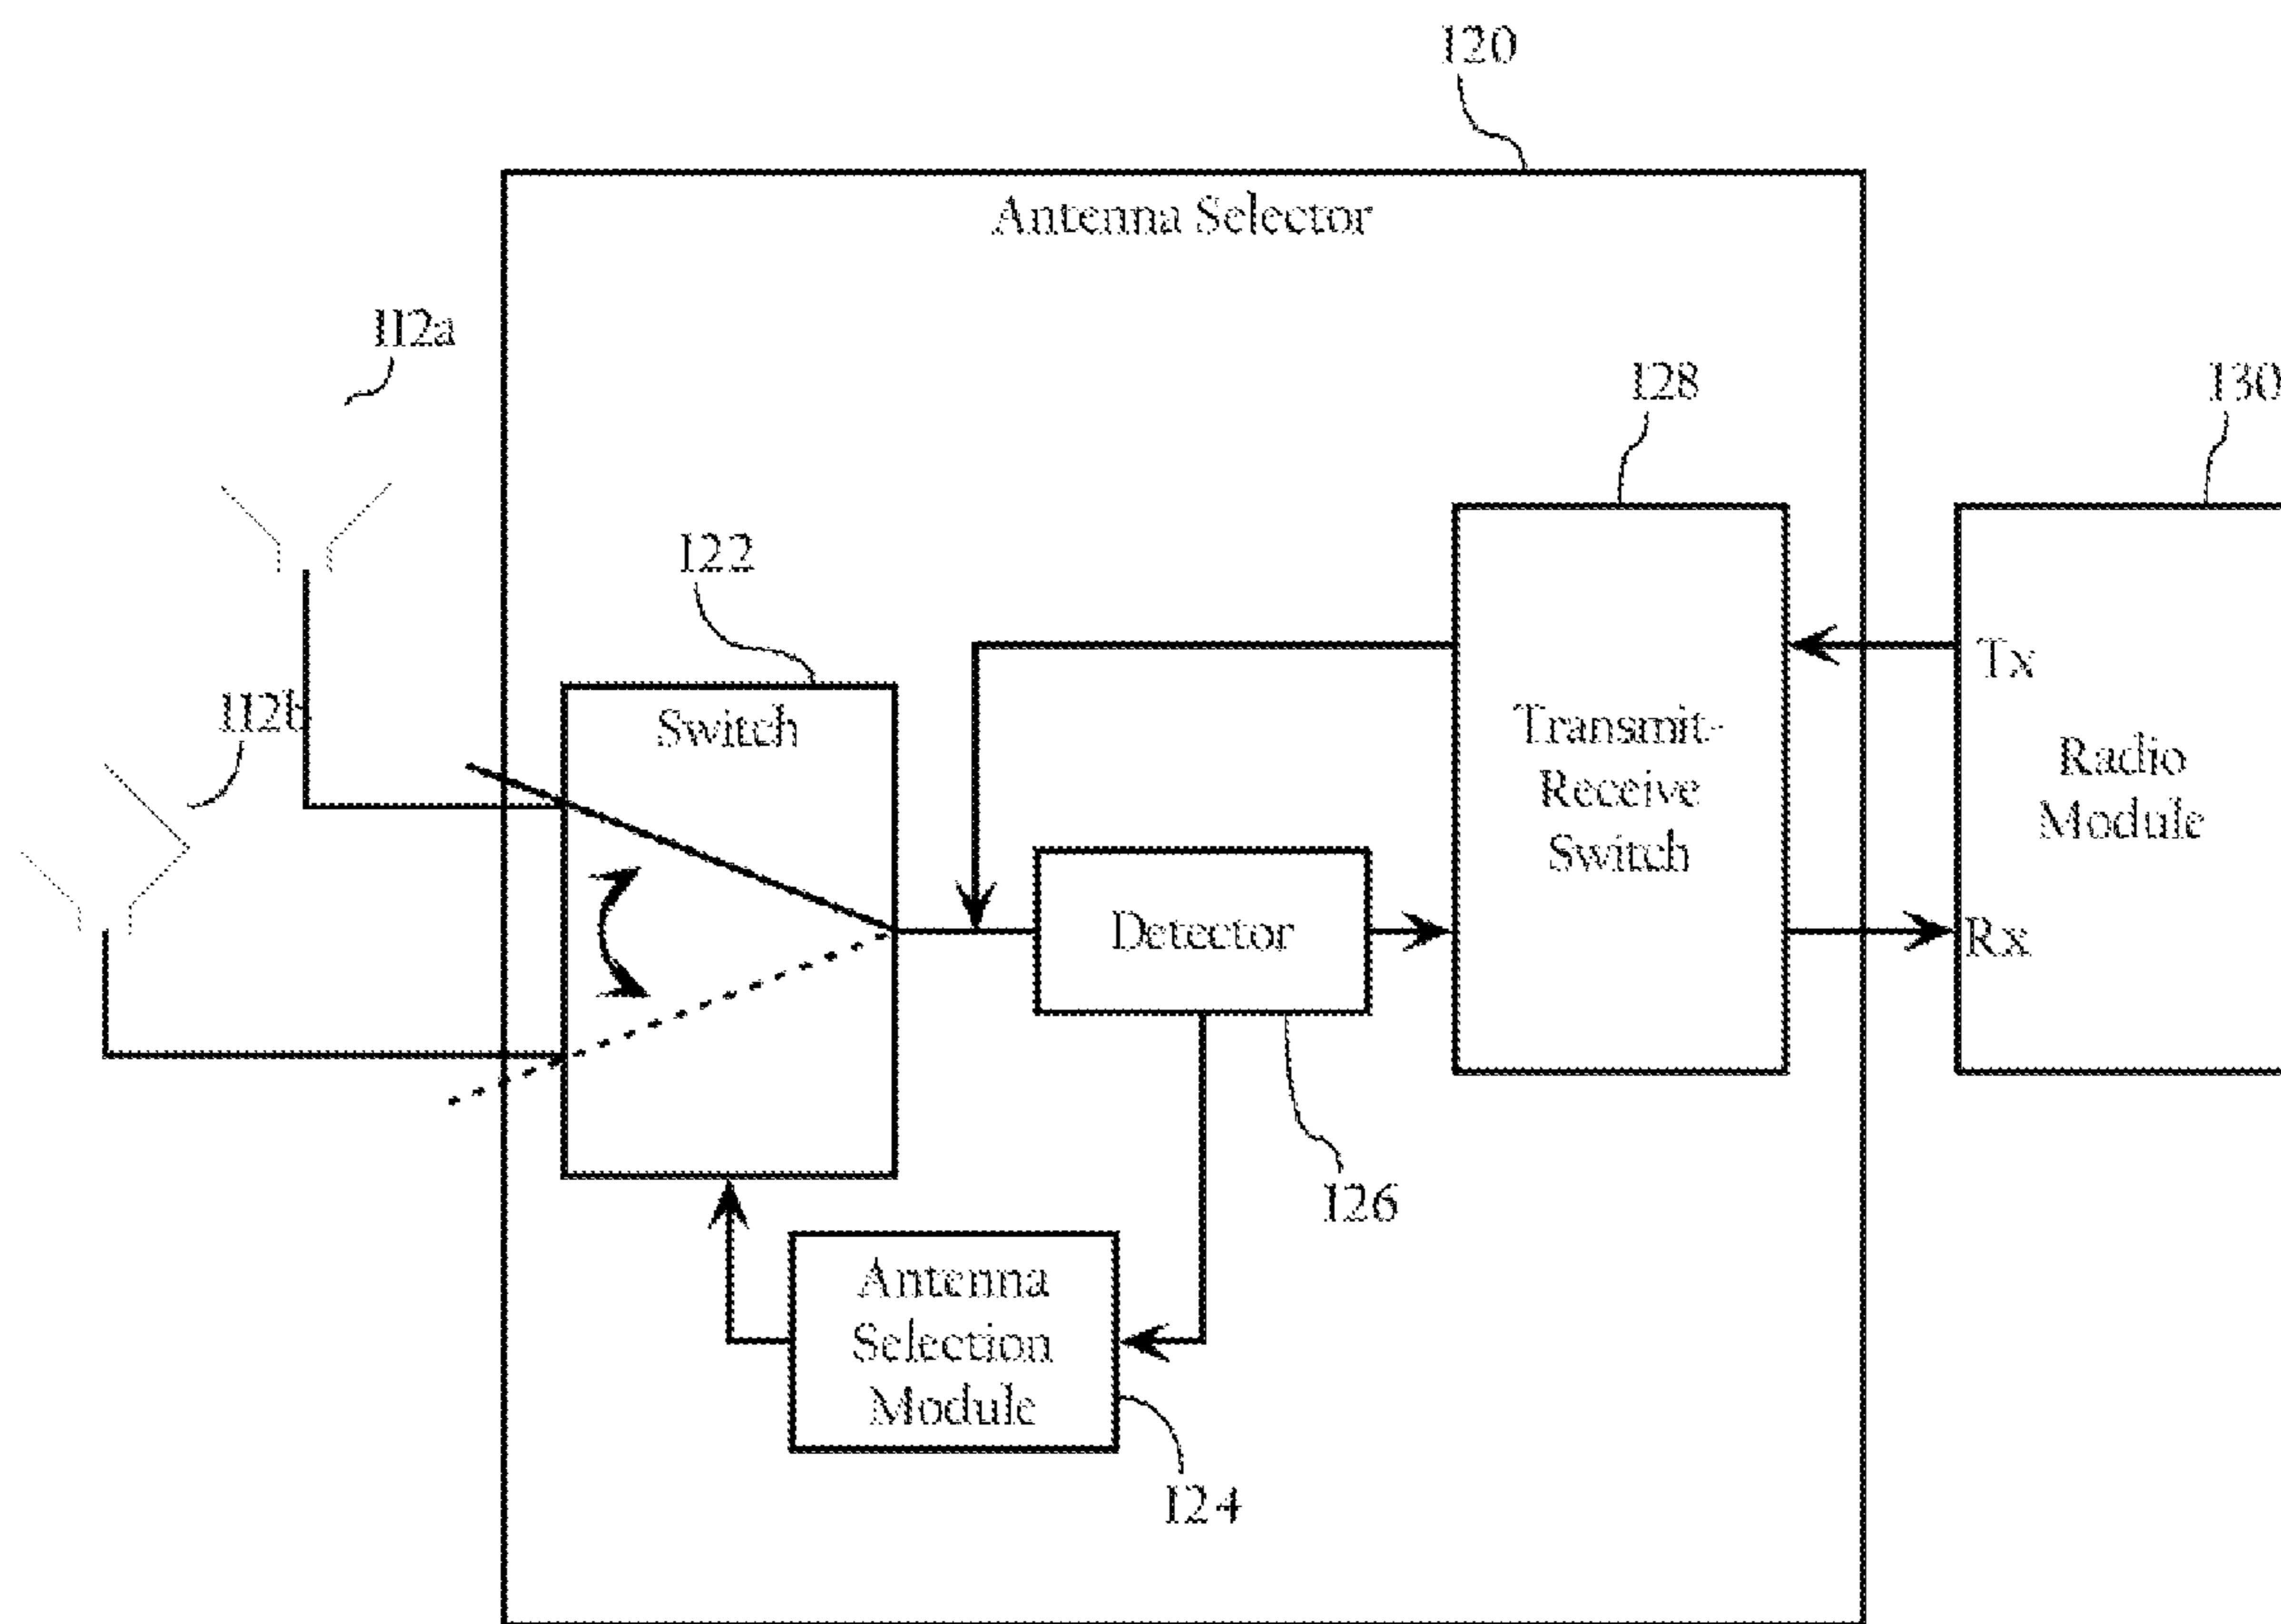 120
Antenna Selector
112a
128
130
122
112b
Switch
Tx
Transmit-
Receive
Switch
Radio
Module
Detector
Rx
126
Antenna
Selection
Module
124